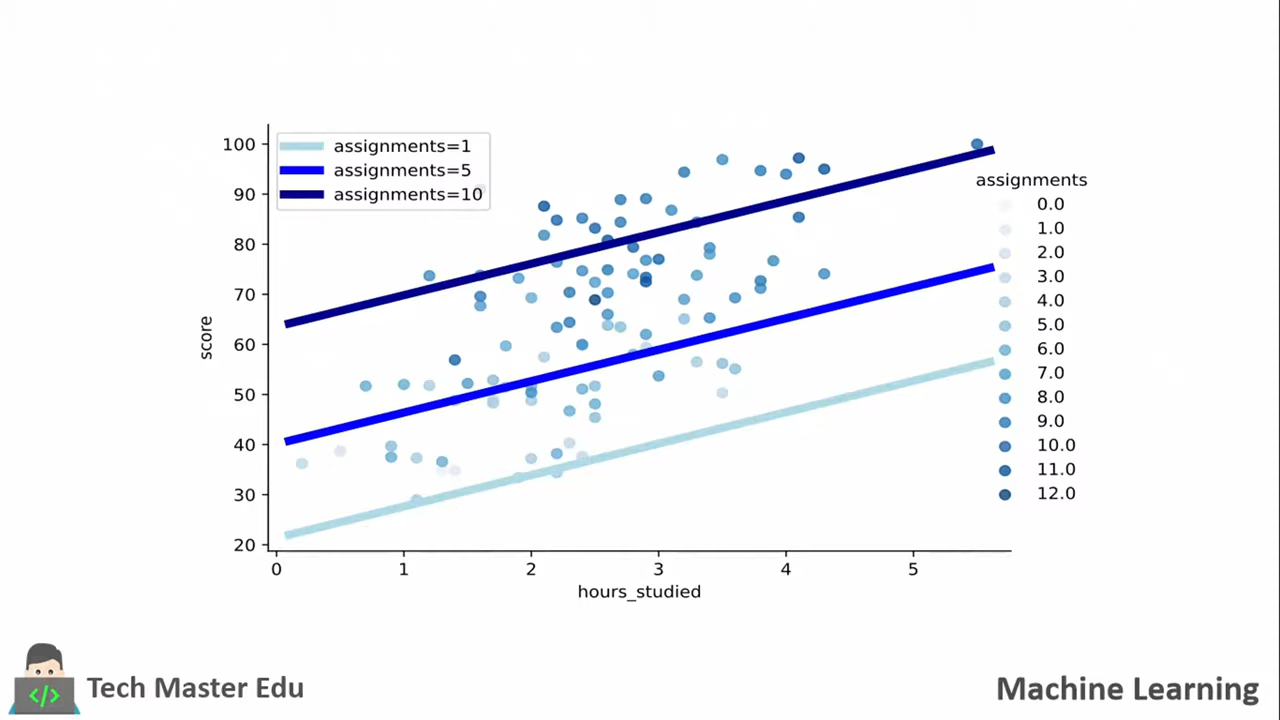 assignments=1
assignments=5
assignments=10
100
90
80
70
60
50
40
30
20
score
0 1 2 3 4 5
hours_studied
assignments
0.0
1.0
2.0
3.0
4.0
5.0
6.0
7.0
8.0
9.0
10.0
11.0
12.0
</> Tech Master Edu
Machine Learning